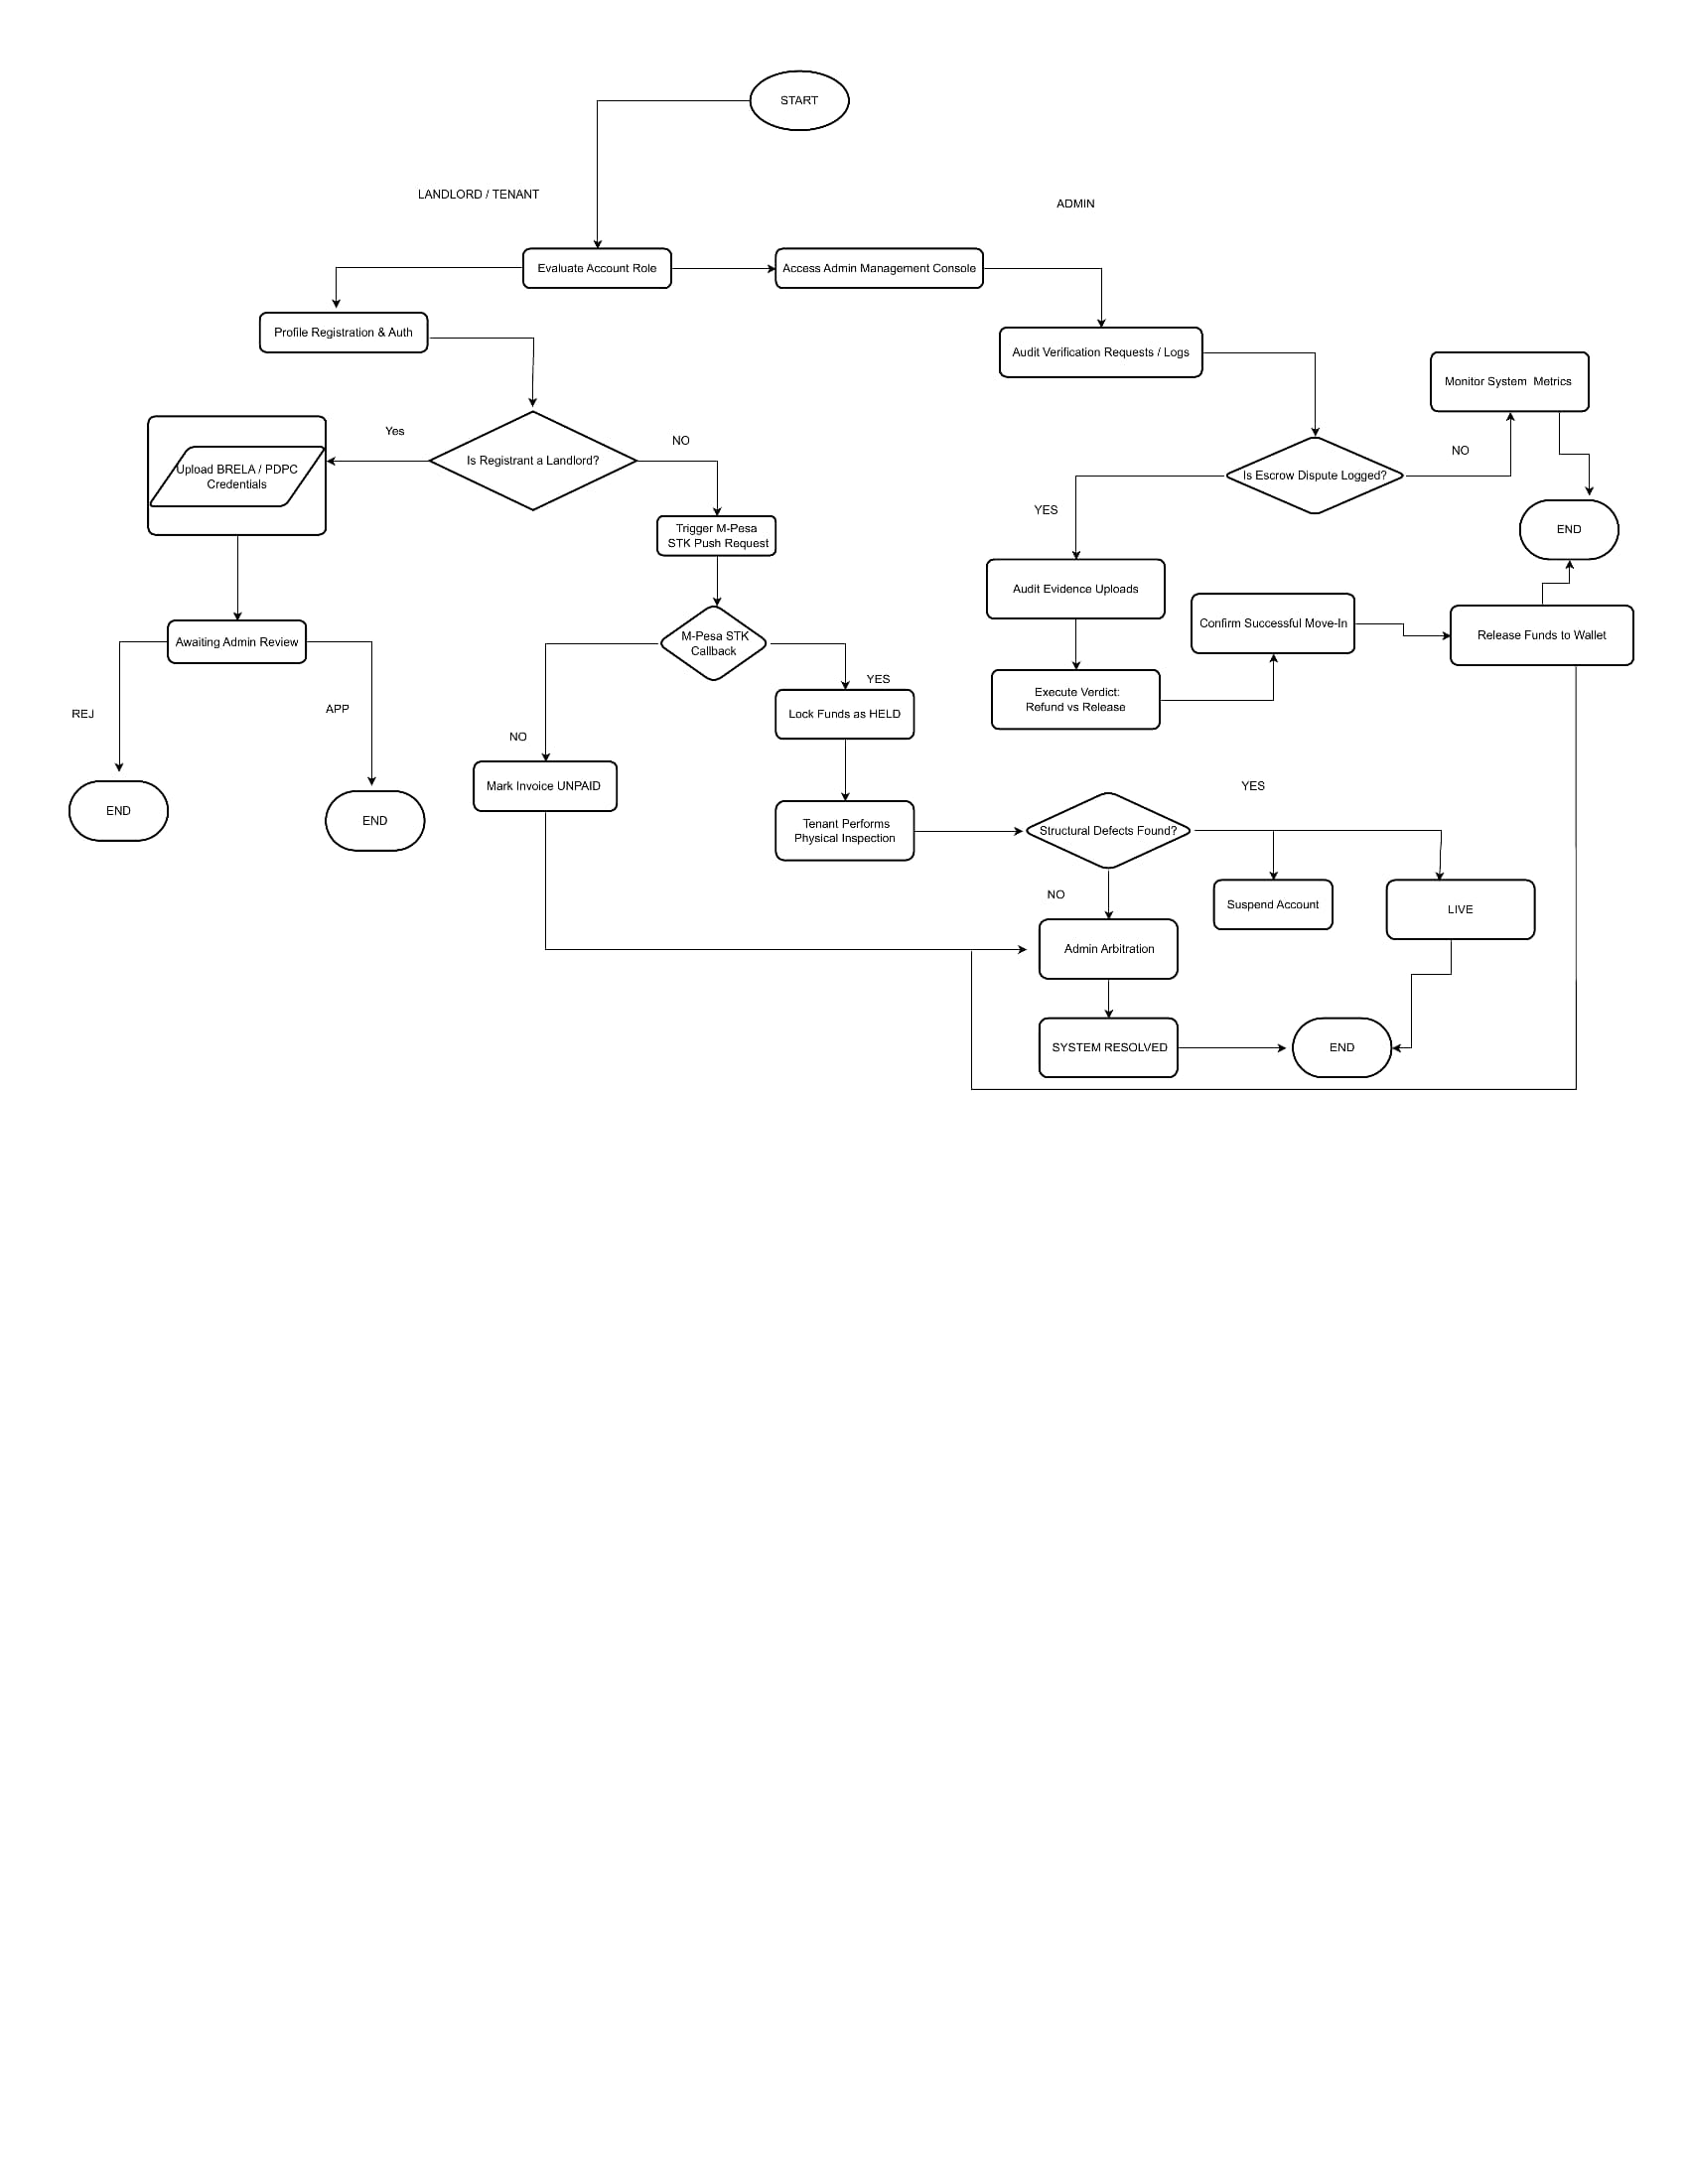 START
LANDLORD / TENANT
ADMIN
Evaluate Account Role
Access Admin Management Console
Profile Registration & Auth
Audit Verification Requests / Logs
Monitor System Metrics
Yes
Is Registrant a Landlord?
NO
Upload BRELA / PDPC
Credentials
Is Escrow Dispute Logged?
NO
YES
END
Trigger M-Pesa
STK Push Request
Audit Evidence Uploads
Confirm Successful Move-In
Release Funds to Wallet
Awaiting Admin Review
M-Pesa STK
Callback
YES
Execute Verdict:
Refund vs Release
REJ
APP
Lock Funds as HELD
NO
Mark Invoice UNPAID
YES
END
END
Tenant Performs
Physical Inspection
Structural Defects Found?
NO
Suspend Account
LIVE
Admin Arbitration
SYSTEM RESOLVED
END